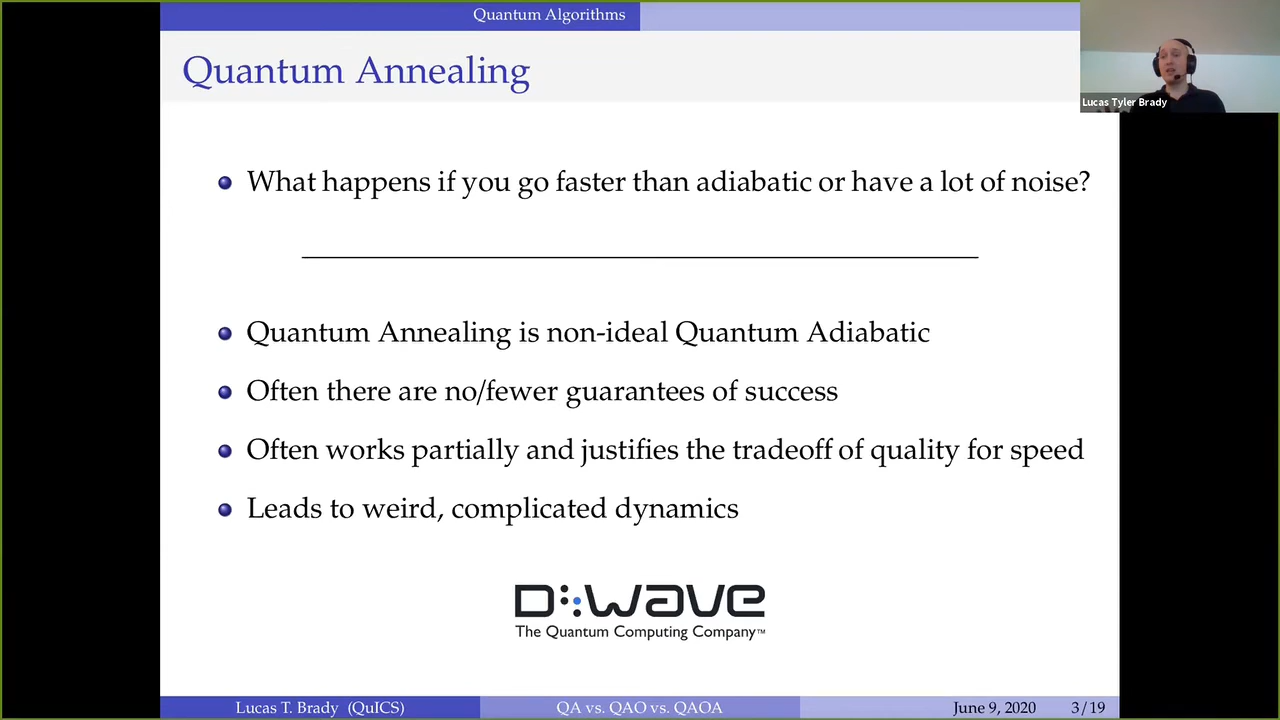 Quantum Algorithms
Quantum Annealing
Lucas Tyler Brady
What happens if you go faster than adiabatic or have a lot of noise?
Quantum Annealing is non-ideal Quantum Adiabatic
Often there are no/fewer guarantees of success
Often works partially and justifies the tradeoff of quality for speed
Leads to weird, complicated dynamics
D:wave
The Quantum Computing Company™
Lucas T. Brady (QuICS) QA vs. QAO vs. QAOA June 9, 2020 3/19